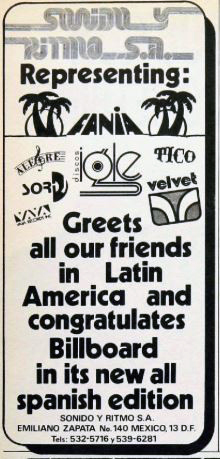 SONIDO Y
RITMO S.A.
Representing:
FANIA
ALEGRE
TICO
discos
SORD
velvet
Greets
all our friends
in Latin
America and
congratulates
Billboard
in its new all
spanish edition
SONIDO Y RITMO S.A.
EMILIANO ZAPATA No. 140 MEXICO, 13 D.F.
Tels: 532-5716 y 539-6281